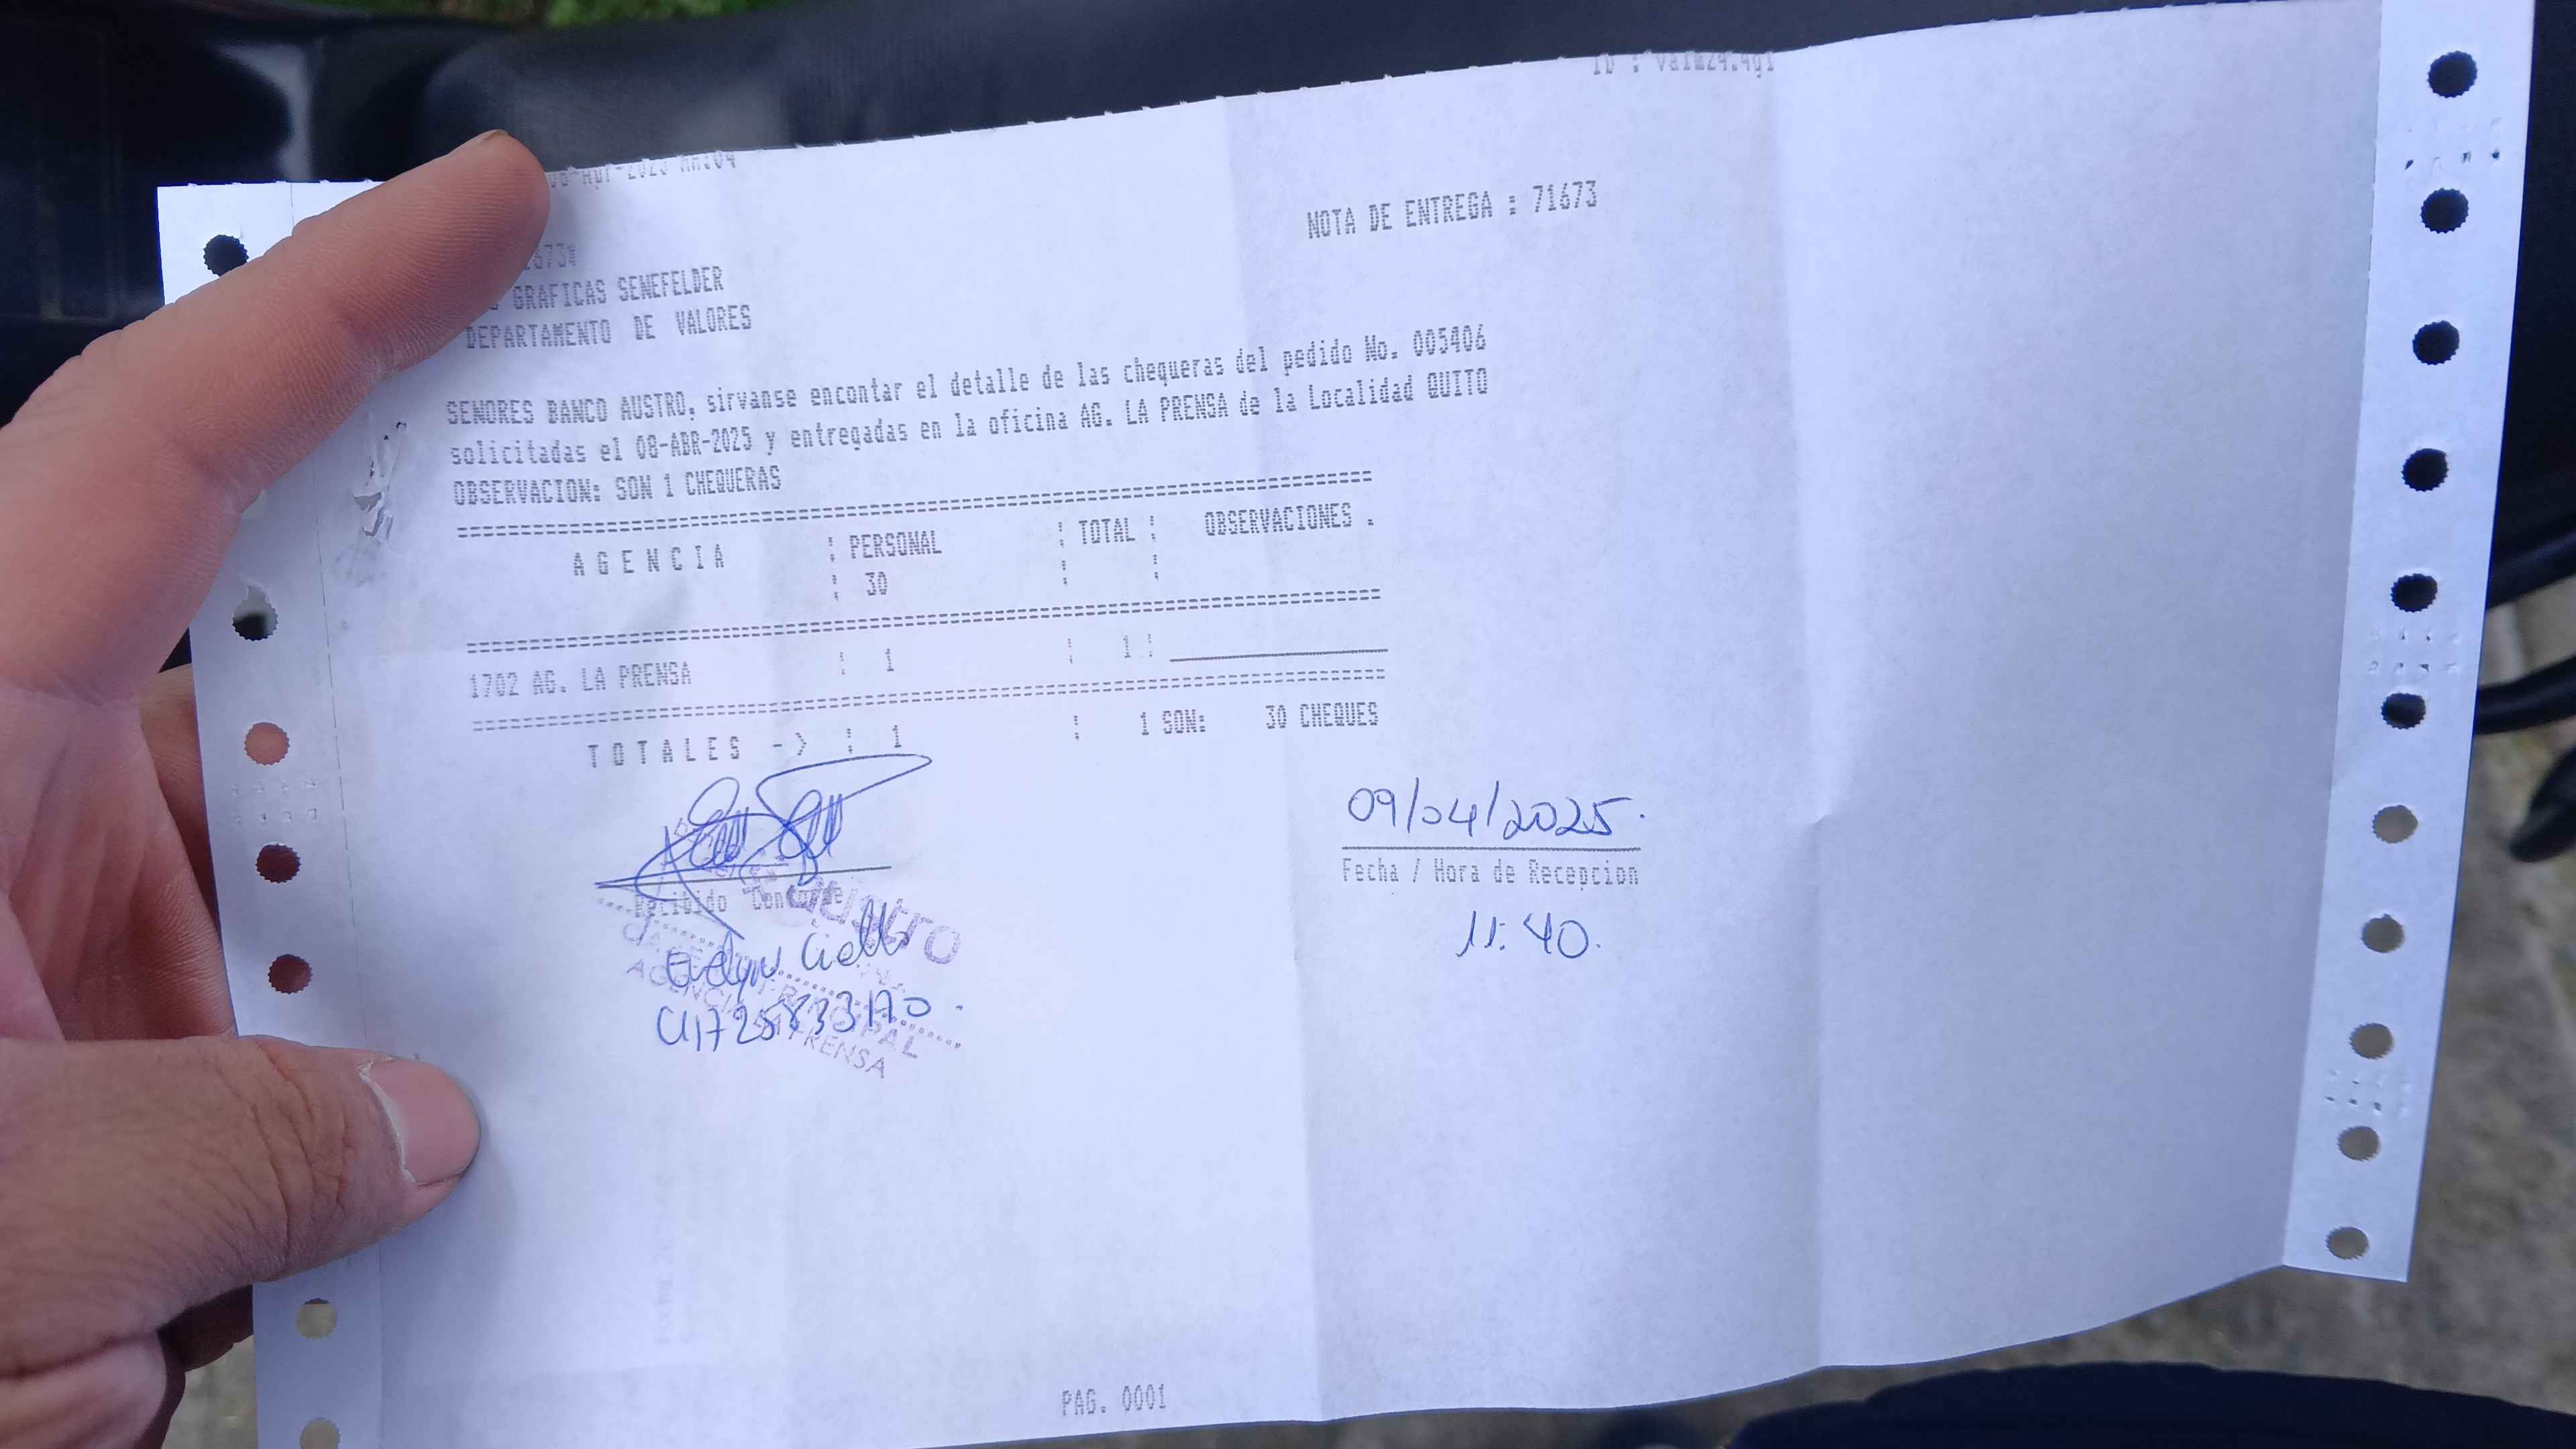 NOTA DE ENTREGA : 71673
GRAFICAS SENEFELDER
DEPARTAMENTO DE VALORES
SENORES BANCO AUSTRO, sirvanse encontar el detalle de las chequeras del pedido No. 005406
solicitadas el 08-ABR-2025 y entregadas en la oficina AG. LA PRENSA de la Localidad QUITO
OBSERVACION: SON 1 CHEQUERAS
A G E N C I A : PERSONAL : TOTAL : OBSERVACIONES .
: 30 : :
1702 AG. LA PRENSA : 1 : 1 :
T O T A L E S -> : 1 : 1 SON: 30 CHEQUES
09/04/2025.
Fecha / Hora de Recepcion
11:40.
Recibido Conforme
Austro
Evelyn
PRENSA
PAG. 0001